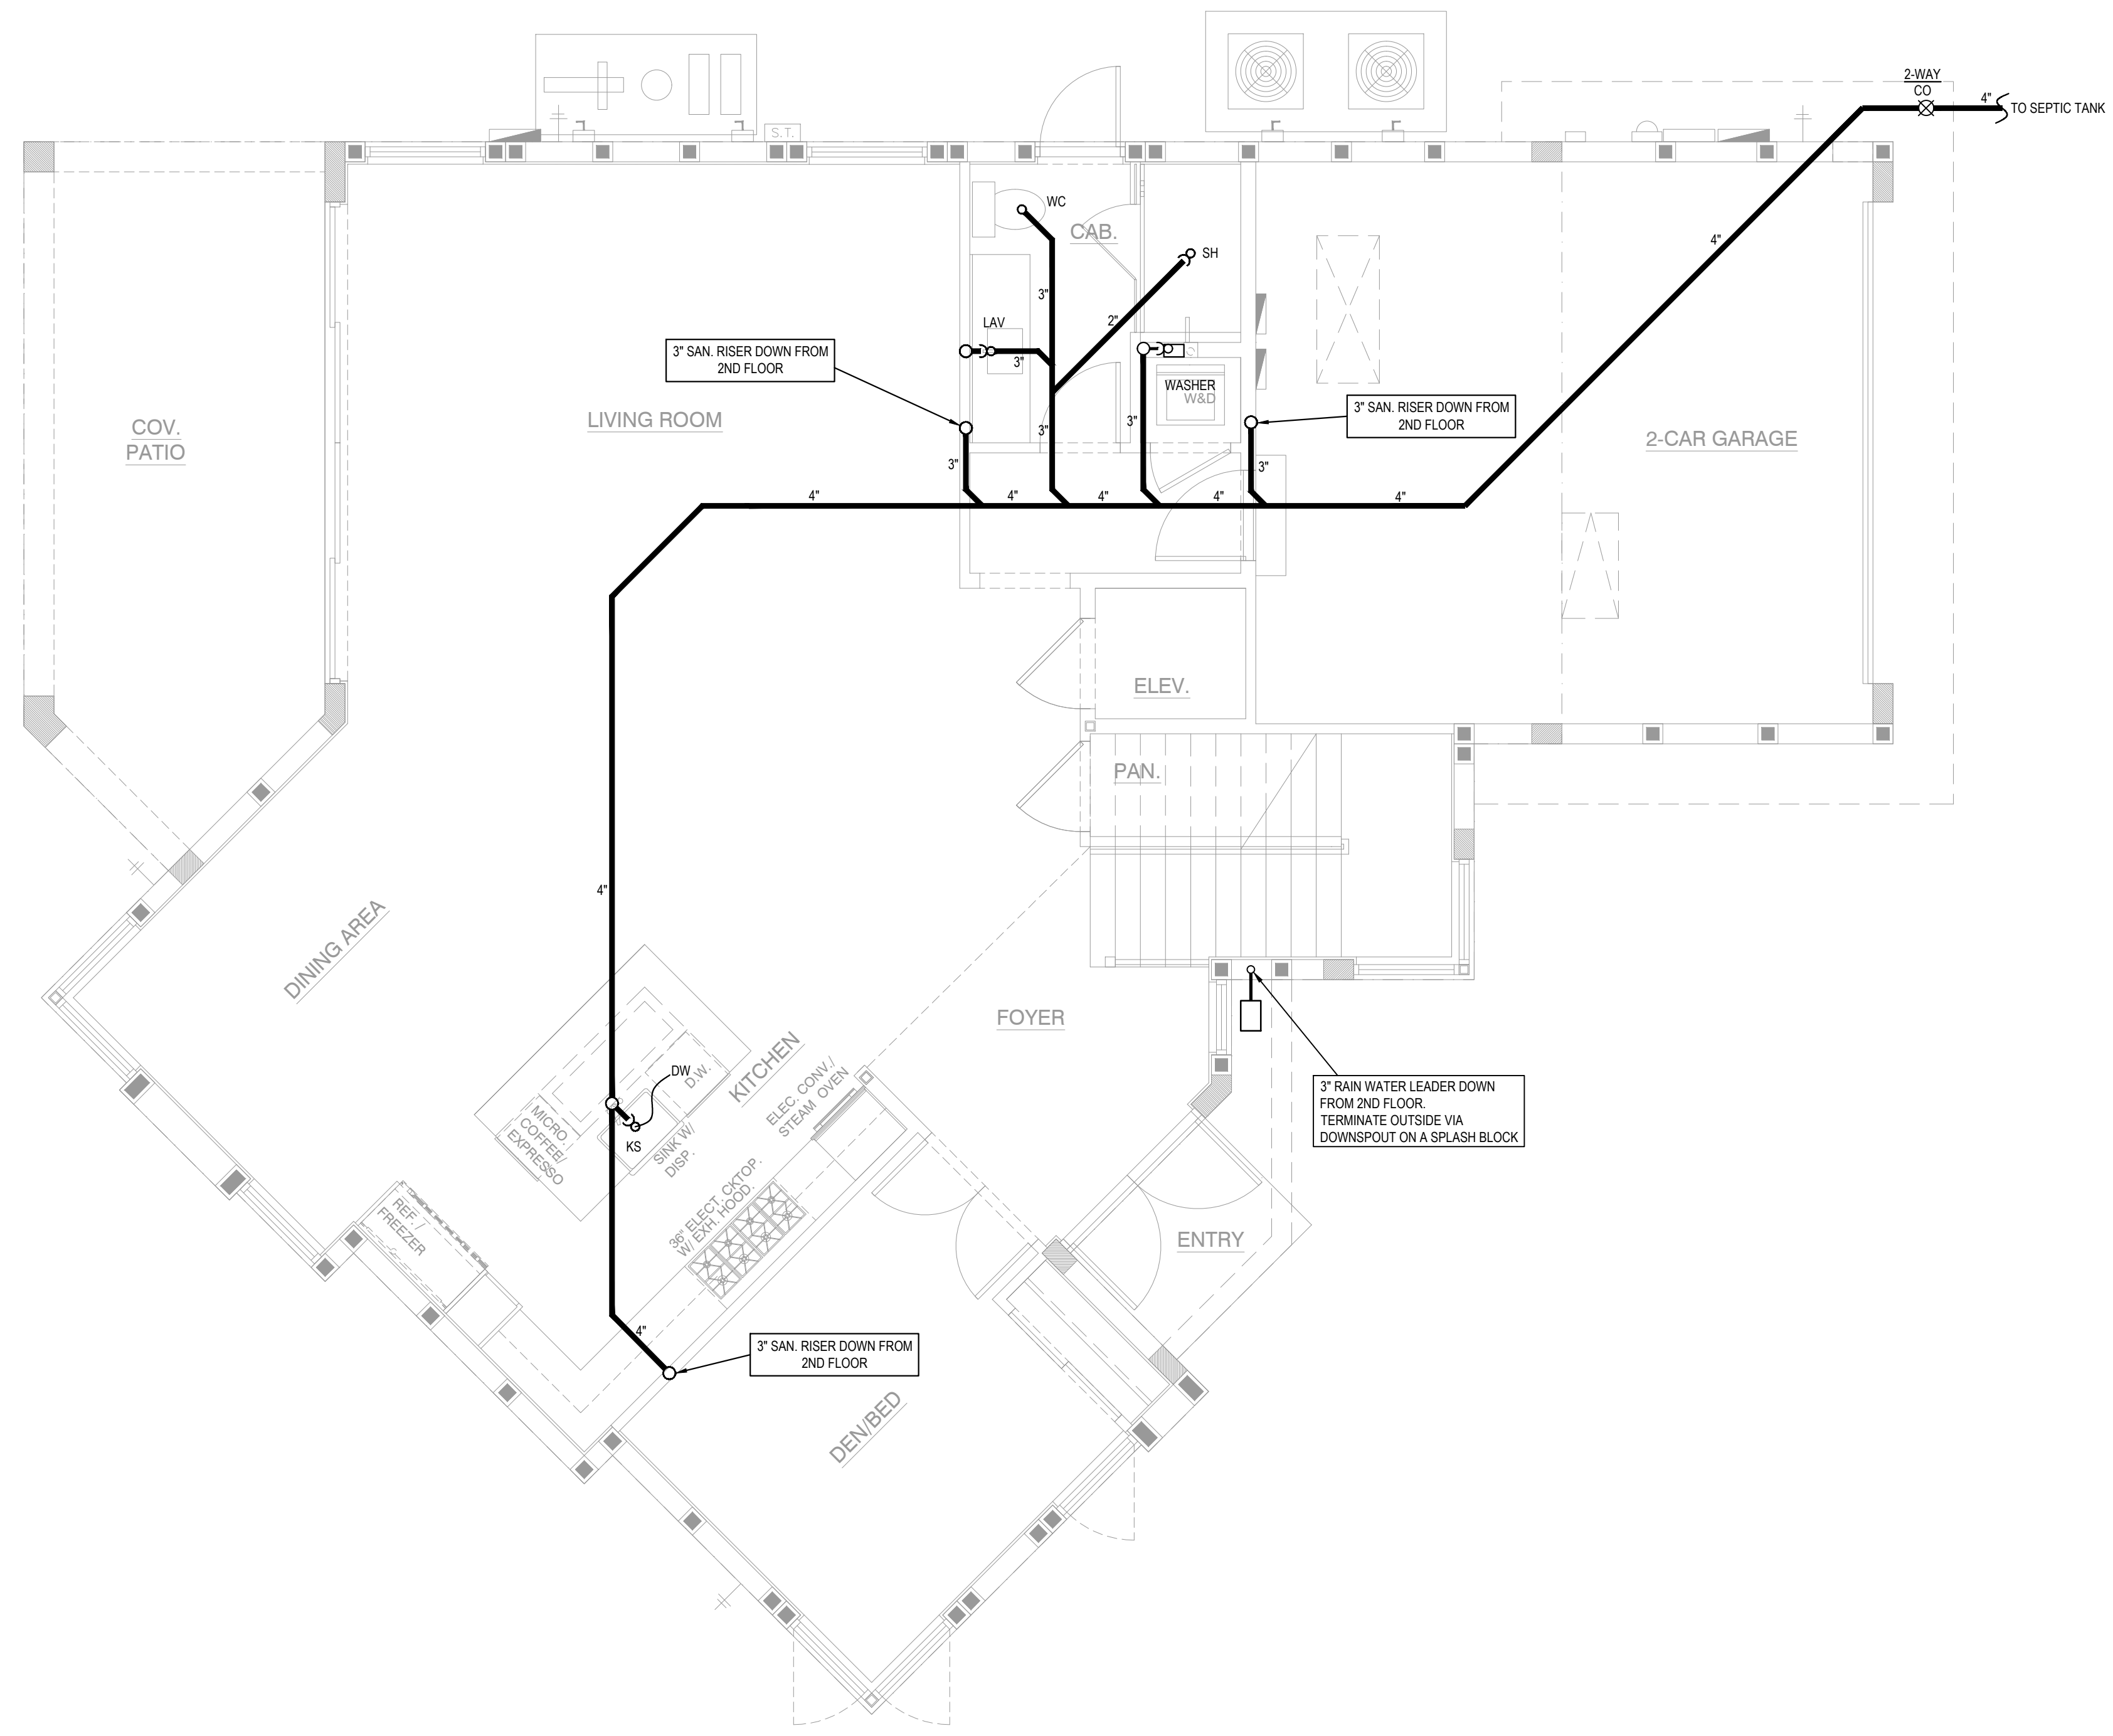 2-WAY
CO
4"
TO SEPTIC TANK
S.T.
WC
CAB.
SH
4"
3"
2"
LAV
3"
3" SAN. RISER DOWN FROM
2ND FLOOR
WASHER
W&D
3" SAN. RISER DOWN FROM
2ND FLOOR
COV.
PATIO
LIVING ROOM
3"
3"
2-CAR GARAGE
3"
3"
4"
4"
4"
4"
4"
ELEV.
PAN.
4"
DINING AREA
FOYER
KITCHEN
DW
D.W.
ELEC. CONV./
STEAM OVEN
MICRO.
COFFEE/
EXPRESSO
KS
SINK W/
DISP.
3" RAIN WATER LEADER DOWN
FROM 2ND FLOOR.
TERMINATE OUTSIDE VIA
DOWNSPOUT ON A SPLASH BLOCK
36" ELECT. CKTOP.
W/ EXH. HOOD.
REF. /
FREEZER
ENTRY
4"
3" SAN. RISER DOWN FROM
2ND FLOOR
DEN/BED